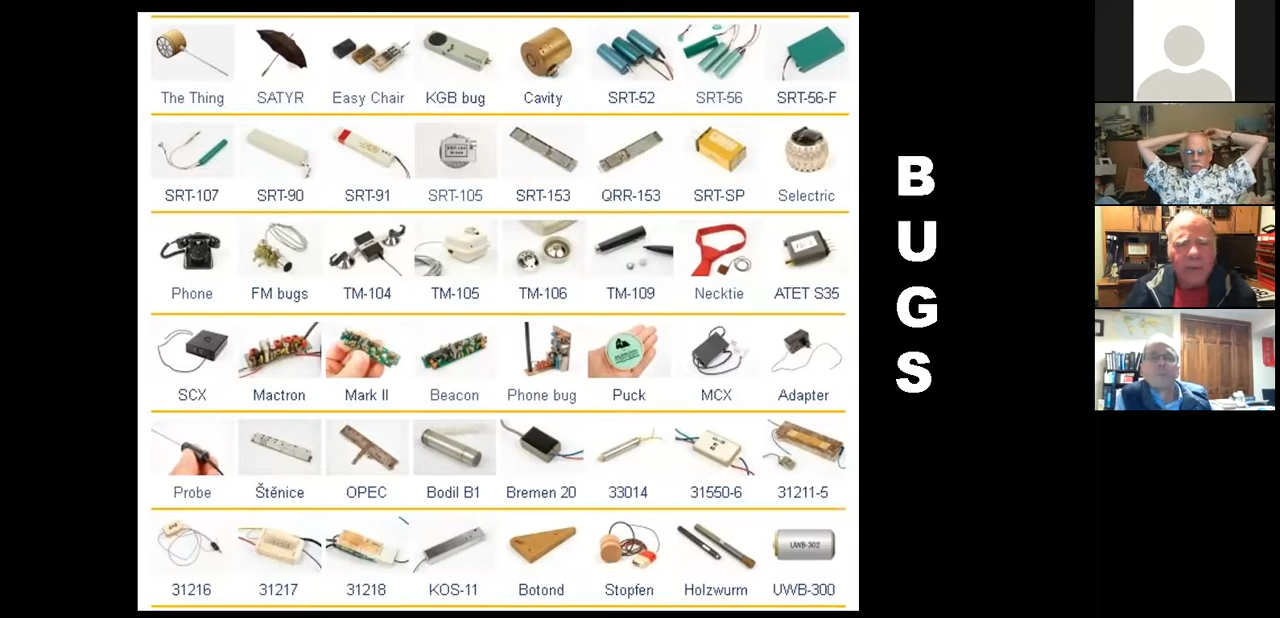 The Thing SATYR Easy Chair KGB bug Cavity SRT-52 SRT-56 SRT-56-F
SRT-107 SRT-90 SRT-91 SRT-105 SRT-153 QRR-153 SRT-SP Selectric
Phone FM bugs TM-104 TM-105 TM-106 TM-109 Necktie ATET S35
SCX Mactron Mark II Beacon Phone bug Puck MCX Adapter
Probe Štěnice OPEC Bodil B1 Bremen 20 33014 31550-6 31211-5
UWB-302
31216 31217 31218 KOS-11 Botond Stopfen Holzwurm UWB-300
B
U
G
S